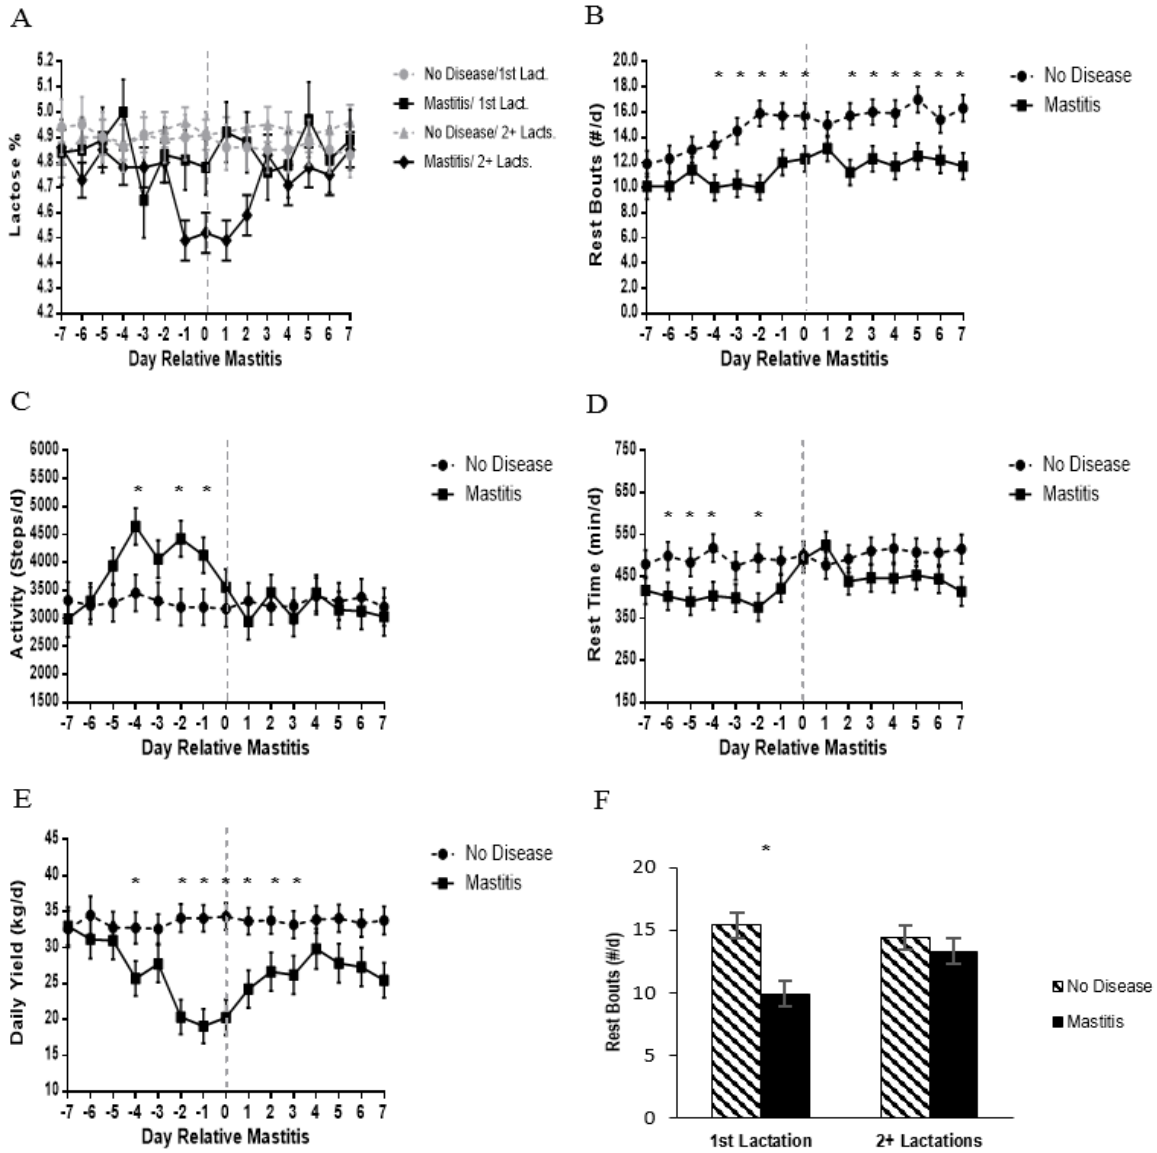 A
5.2
5.1
5.0
4.9
4.8
4.7
4.6
4.5
4.4
4.3
4.2
Lactose %
-7 -6 -5 -4 -3 -2 -1 0 1 2 3 4 5 6 7
Day Relative Mastitis
No Disease/1st Lact.
Mastitis/ 1st Lact.
No Disease/ 2+ Lacts.
Mastitis/ 2+ Lacts.
B
20.0
18.0
16.0
14.0
12.0
10.0
8.0
6.0
4.0
2.0
0.0
Rest Bouts (#/d)
* * * * * * * * * * *
-7 -6 -5 -4 -3 -2 -1 0 1 2 3 4 5 6 7
Day Relative Mastitis
No Disease
Mastitis
C
6000
5500
5000
4500
4000
3500
3000
2500
2000
1500
Activity (Steps/d)
* * *
-7 -6 -5 -4 -3 -2 -1 0 1 2 3 4 5 6 7
Day Relative Mastitis
No Disease
Mastitis
D
750
650
550
450
350
250
150
Rest Time (min/d)
* * * *
-7 -6 -5 -4 -3 -2 -1 0 1 2 3 4 5 6 7
Day Relative Mastitis
No Disease
Mastitis
E
45
40
35
30
25
20
15
10
Daily Yield (kg/d)
* * * * * * *
-7 -6 -5 -4 -3 -2 -1 0 1 2 3 4 5 6 7
Day Relative Mastitis
No Disease
Mastitis
F
*
20
15
10
5
0
Rest Bouts (#/d)
1st Lactation 2+ Lactations
No Disease
Mastitis